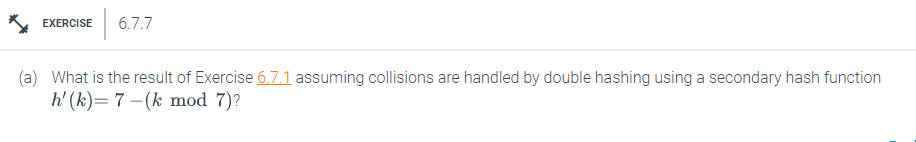 EXERCISE 6.7.7
(a) What is the result of Exercise 6.7.1 assuming collisions are handled by double hashing using a secondary hash function
h′(k)= 7 −(k mod 7)?